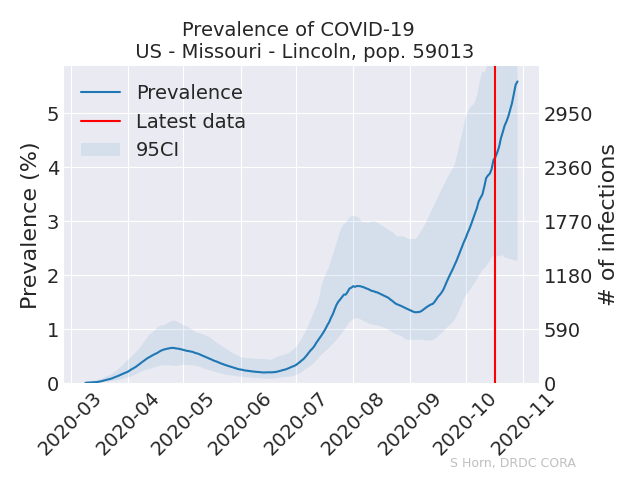 Prevalence of COVID-19
US - Missouri - Lincoln, pop. 59013
Prevalence
Latest data
95CI
Prevalence (%)
5
4
3
2
1
0
2950
2360
1770
1180
590
0
# of infections
2020-03
2020-04
2020-05
2020-06
2020-07
2020-08
2020-09
2020-10
2020-11
S Horn, DRDC CORA